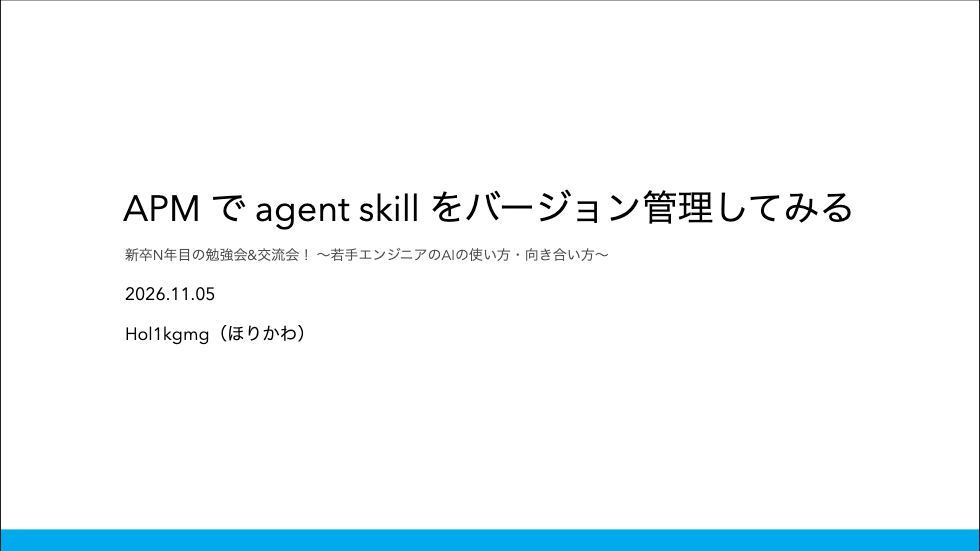 APM で agent skill をバージョン管理してみる
新卒N年目の勉強会&交流会！ ～若手エンジニアのAIの使い方・向き合い方～
2026.11.05
Hol1kgmg（ほりかわ）